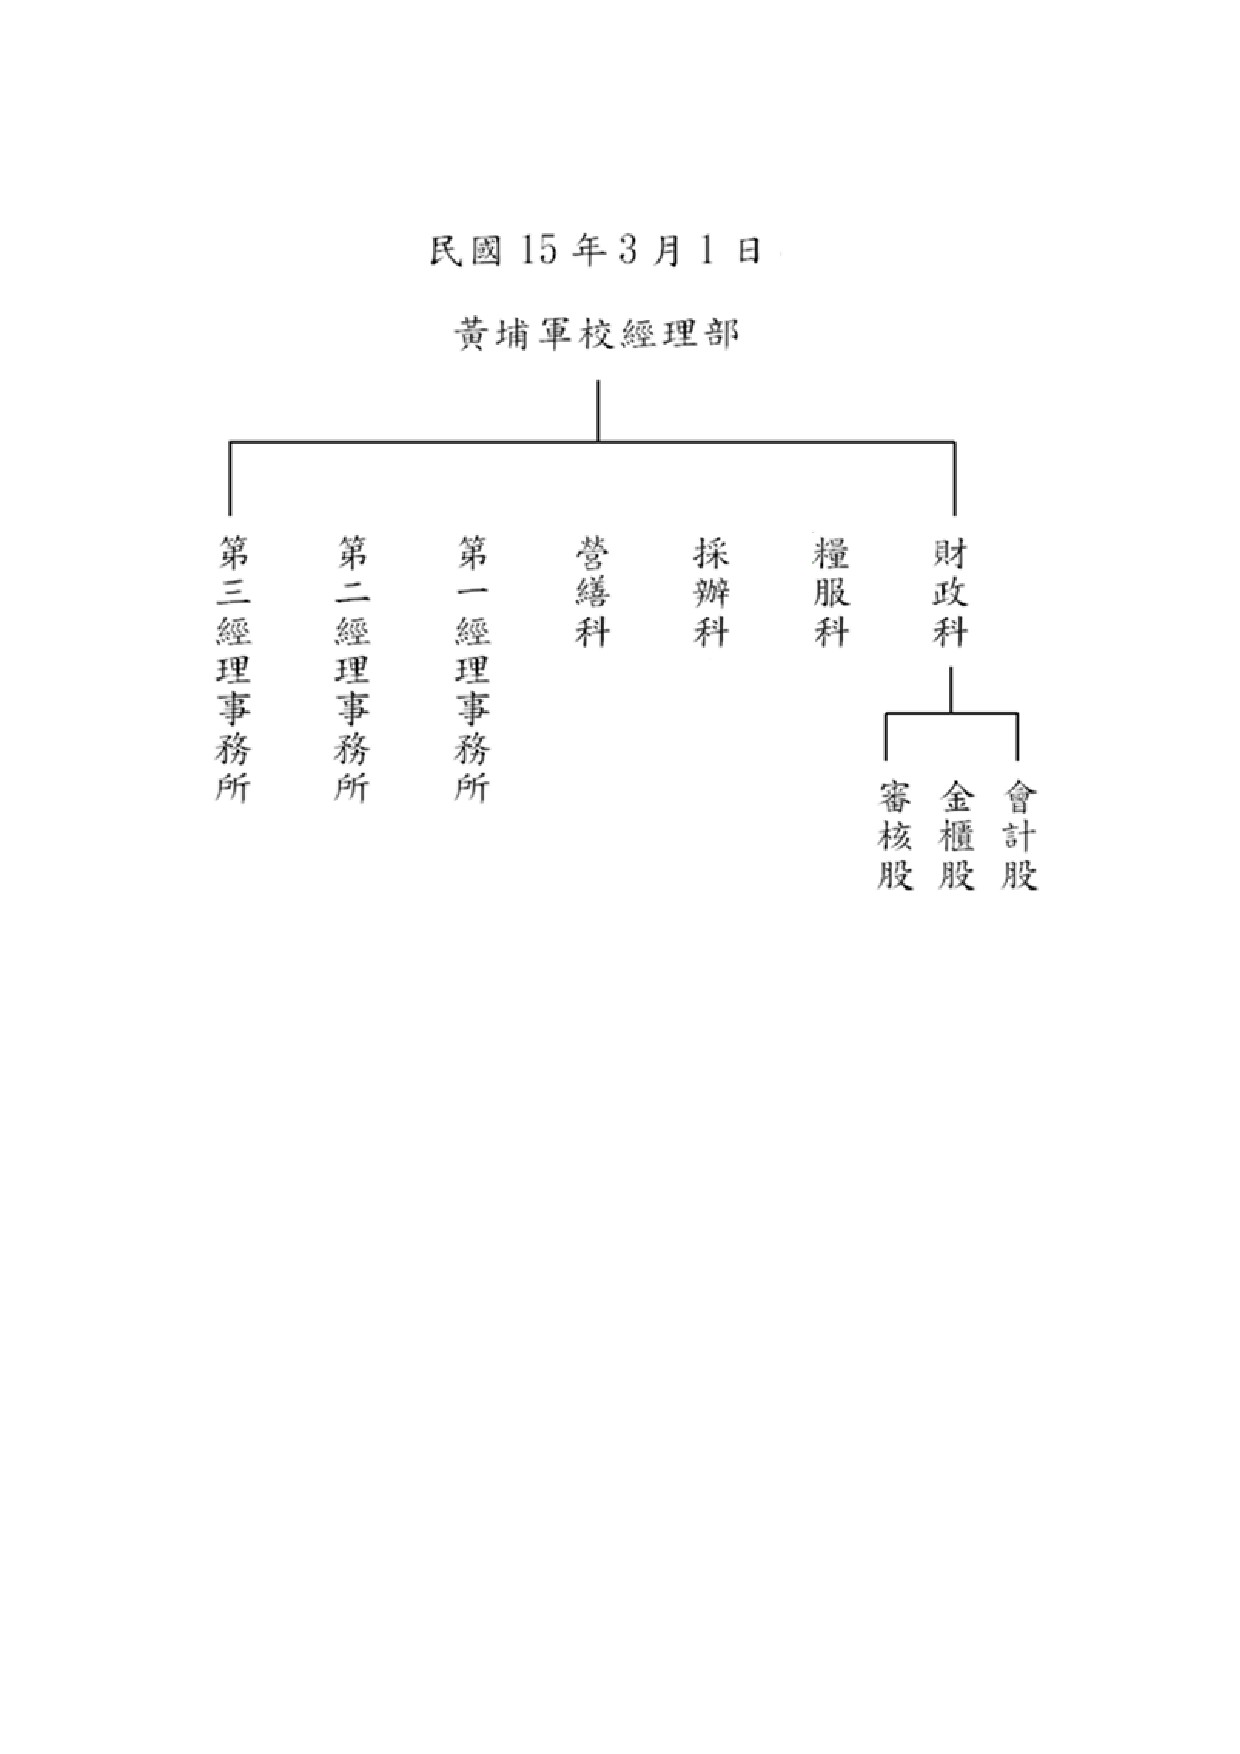 民國 15 年 3 月 1 日
黃埔軍校經理部
財政科
糧服科
採辦科
營繕科
第一經理事務所
第二經理事務所
第三經理事務所
會計股
金櫃股
審核股